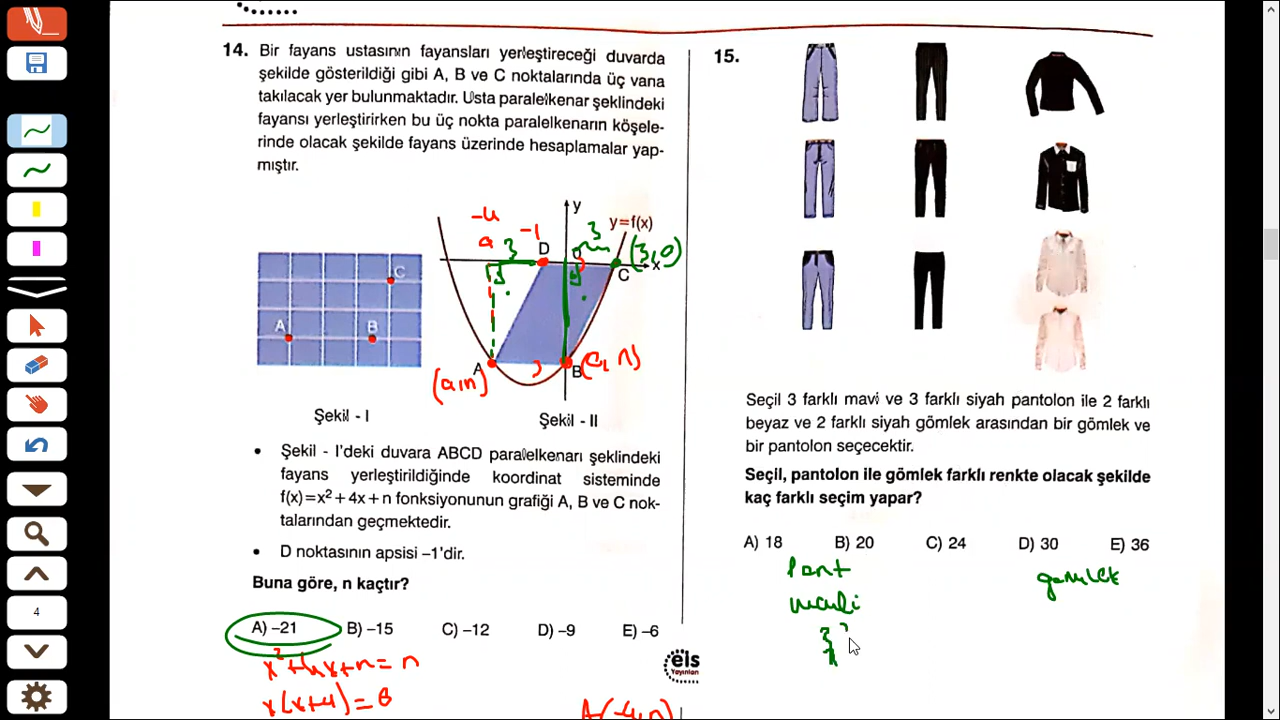 14. Bir fayans ustasının fayansları yerleştireceği duvarda
şekilde gösterildiği gibi A, B ve C noktalarında üç vana
takılacak yer bulunmaktadır. Usta paralelkenar şeklindeki
fayansı yerleştirirken bu üç nokta paralelkenarın köşele-
rinde olacak şekilde fayans üzerinde hesaplamalar yap-
mıştır.
A
B
C
Şekil - I
-4
a
3
-1
D
y
0
3
y=f(x)
(3,0)
x
C
A
B
(a,n)
(0, n)
Şekil - II
• Şekil - I'deki duvara ABCD paralelkenarı şeklindeki
fayans yerleştirildiğinde koordinat sisteminde
f(x)=x²+4x+n fonksiyonunun grafiği A, B ve C nok-
talarından geçmektedir.
• D noktasının apsisi –1'dir.
Buna göre, n kaçtır?
A) –21 B) –15 C) –12 D) –9 E) –6
x²+4x+n = n
x(x+4) = 0
A(-4,n)
eis
Yayınları
15.
Seçil 3 farklı mavi ve 3 farklı siyah pantolon ile 2 farklı
beyaz ve 2 farklı siyah gömlek arasından bir gömlek ve
bir pantolon seçecektir.
Seçil, pantolon ile gömlek farklı renkte olacak şekilde
kaç farklı seçim yapar?
A) 18 B) 20 C) 24 D) 30 E) 36
Pant gömlek
mavi
3
4